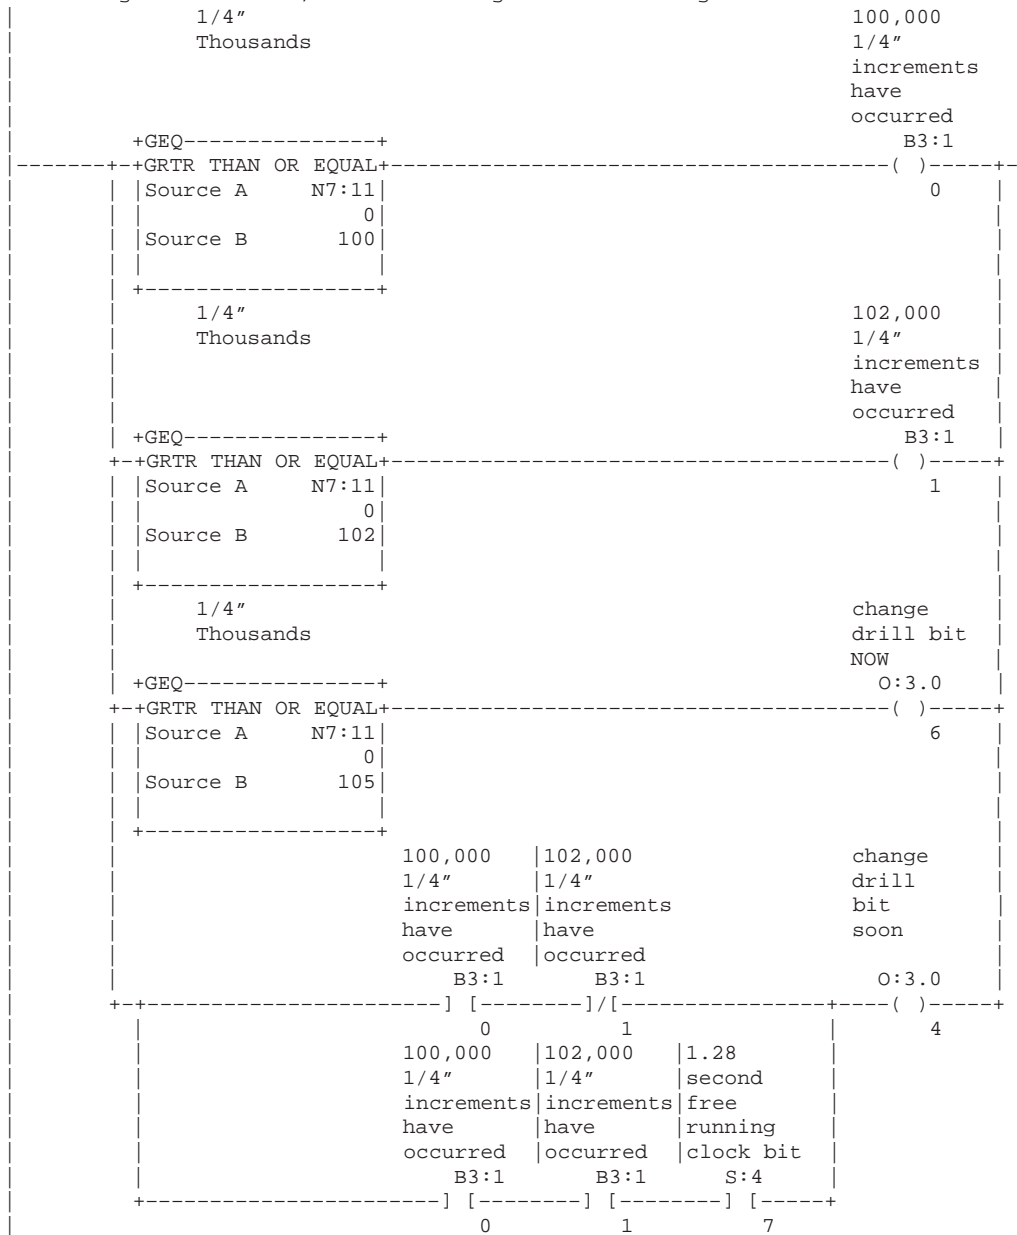 1/4" 100,000
Thousands 1/4"
increments
have
occurred
+GEQ---------------+ B3:1
-------+-+GRTR THAN OR EQUAL+---------------------------------------( )-----+-
Source A N7:11 0
0
Source B 100
+------------------+
1/4" 102,000
Thousands 1/4"
increments
have
occurred
+GEQ---------------+ B3:1
+-+GRTR THAN OR EQUAL+---------------------------------------( )-----+
Source A N7:11 1
0
Source B 102
+------------------+
1/4" change
Thousands drill bit
NOW
+GEQ---------------+ O:3.0
+-+GRTR THAN OR EQUAL+---------------------------------------( )-----+
Source A N7:11 6
0
Source B 105
+------------------+
100,000 |102,000 change
1/4" |1/4" drill
increments|increments bit
have |have soon
occurred |occurred
B3:1 B3:1 O:3.0
+-+-----------------------] [--------]/[----------------+----( )-----+
0 1 4
100,000 |102,000 |1.28
1/4" |1/4" |second
increments|increments|free
have |have |running
occurred |occurred |clock bit
B3:1 B3:1 S:4
+-----------------------] [--------] [--------] [-----+
0 1 7